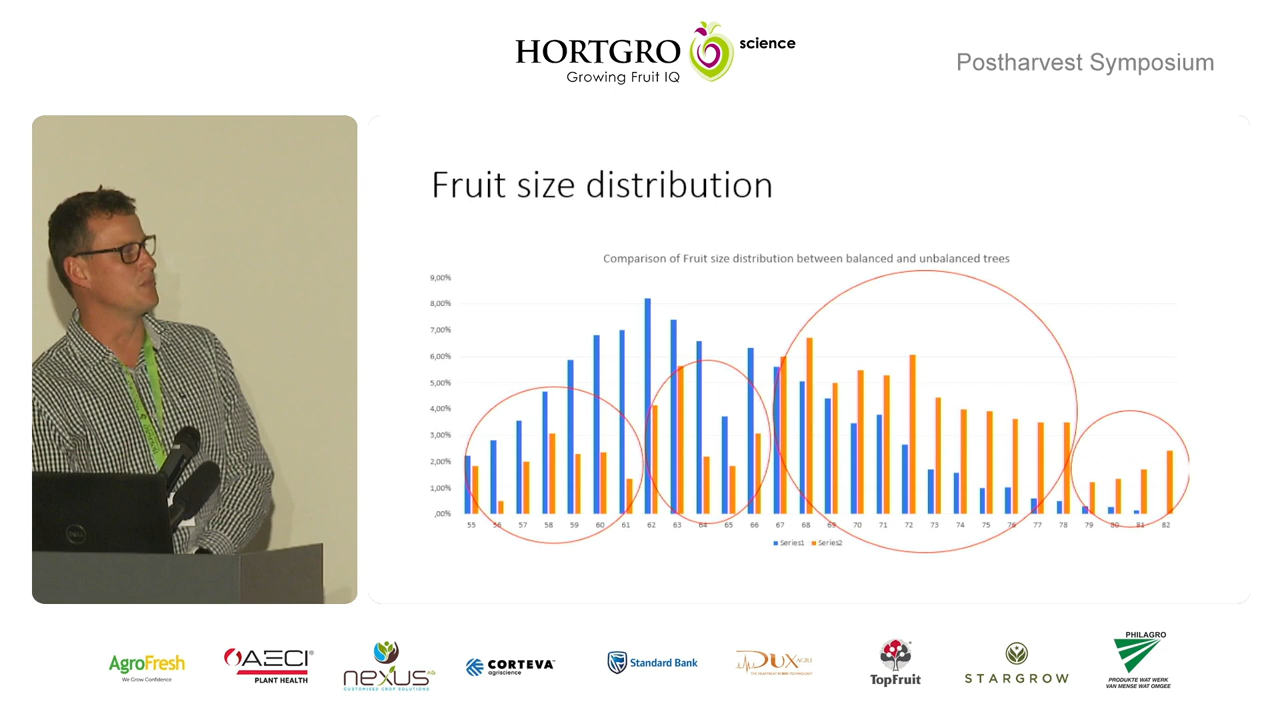 HORTGRO science
Growing Fruit IQ
Postharvest Symposium
Fruit size distribution
Comparison of Fruit size distribution between balanced and unbalanced trees
9,00%
8,00%
7,00%
6,00%
5,00%
4,00%
3,00%
2,00%
1,00%
,00%
55 56 57 58 59 60 61 62 63 64 65 66 67 68 69 70 71 72 73 74 75 76 77 78 79 80 81 82
Series1 Series2
DELL
AgroFresh
We Grow Confidence
AECI
PLANT HEALTH
nexus AG
CUSTOMISED CROP SOLUTIONS
CORTEVA
agriscience
Standard Bank
DUX AGRI
TopFruit
STARGROW
PHILAGRO
PRODUKTE WAT WERK
VAN MENSE WAT OMGEE